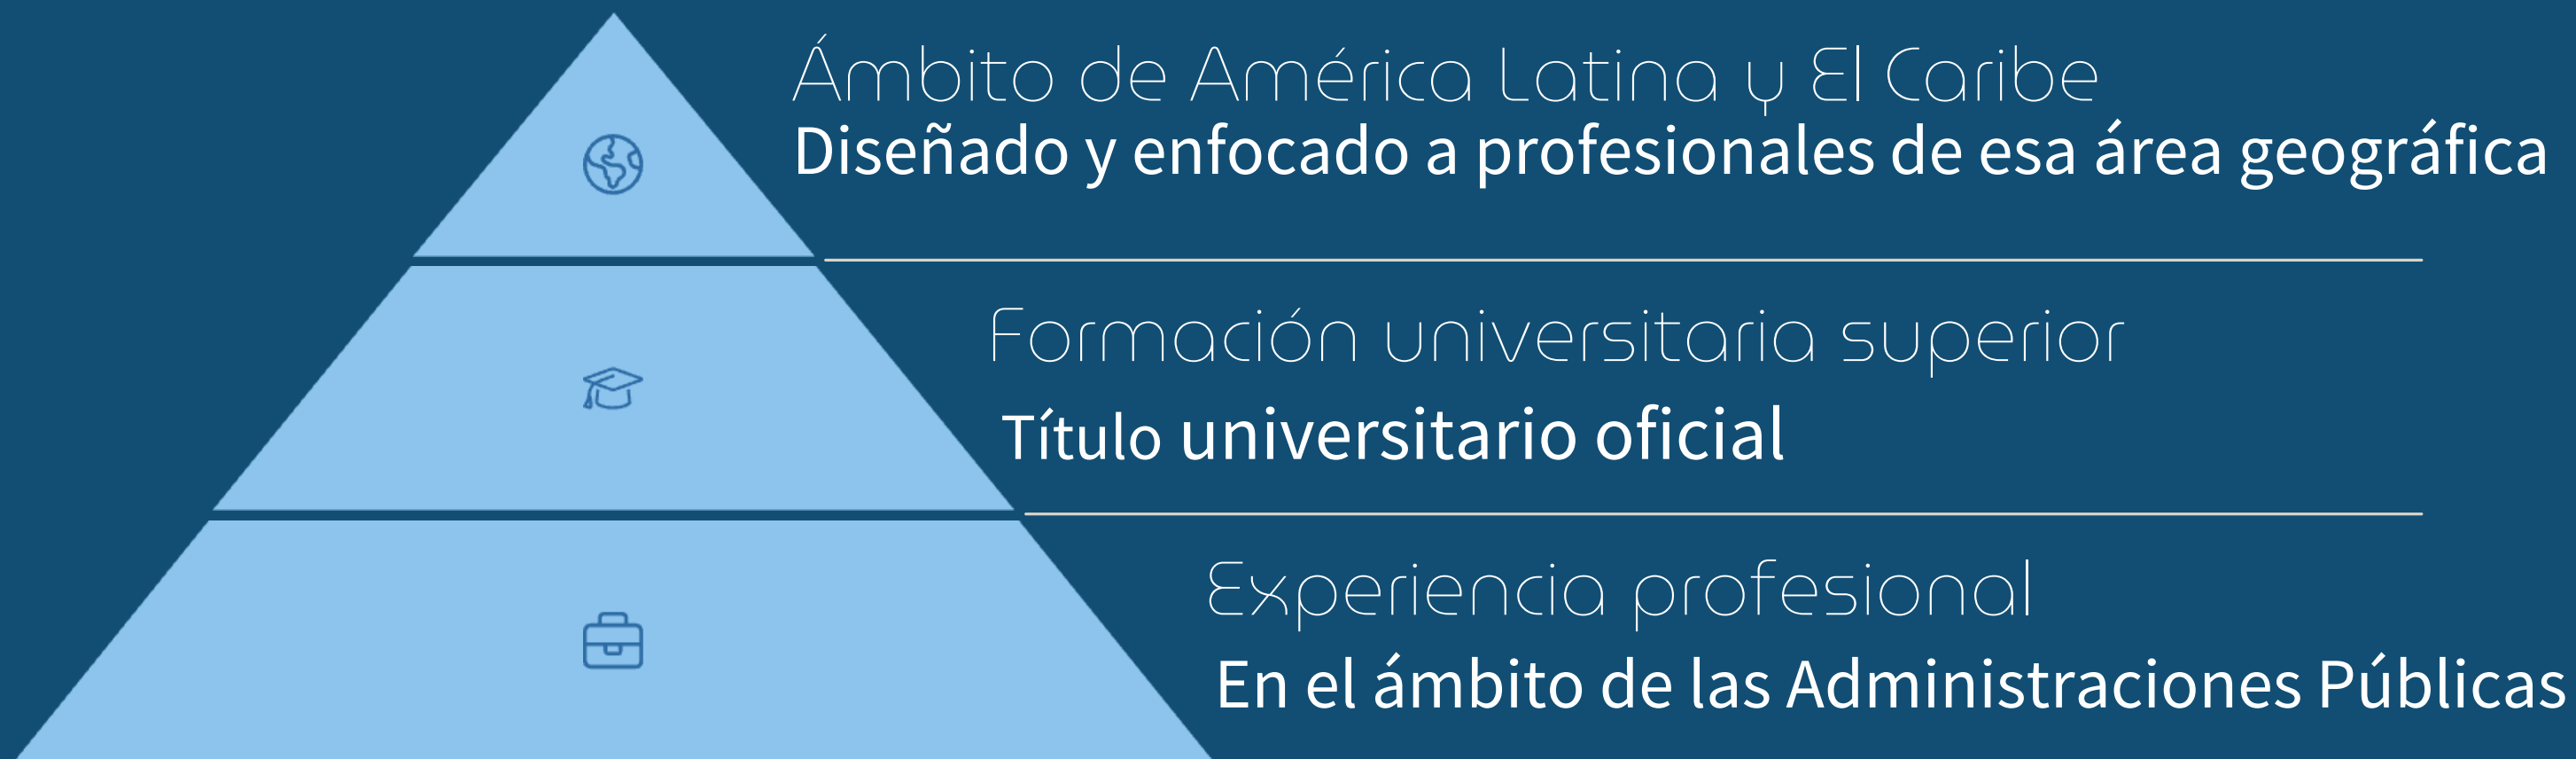 Ámbito de América Latina y El Caribe
Diseñado y enfocado a profesionales de esa área geográfica
Formación universitaria superior
Título universitario oficial
Experiencia profesional
En el ámbito de las Administraciones Públicas